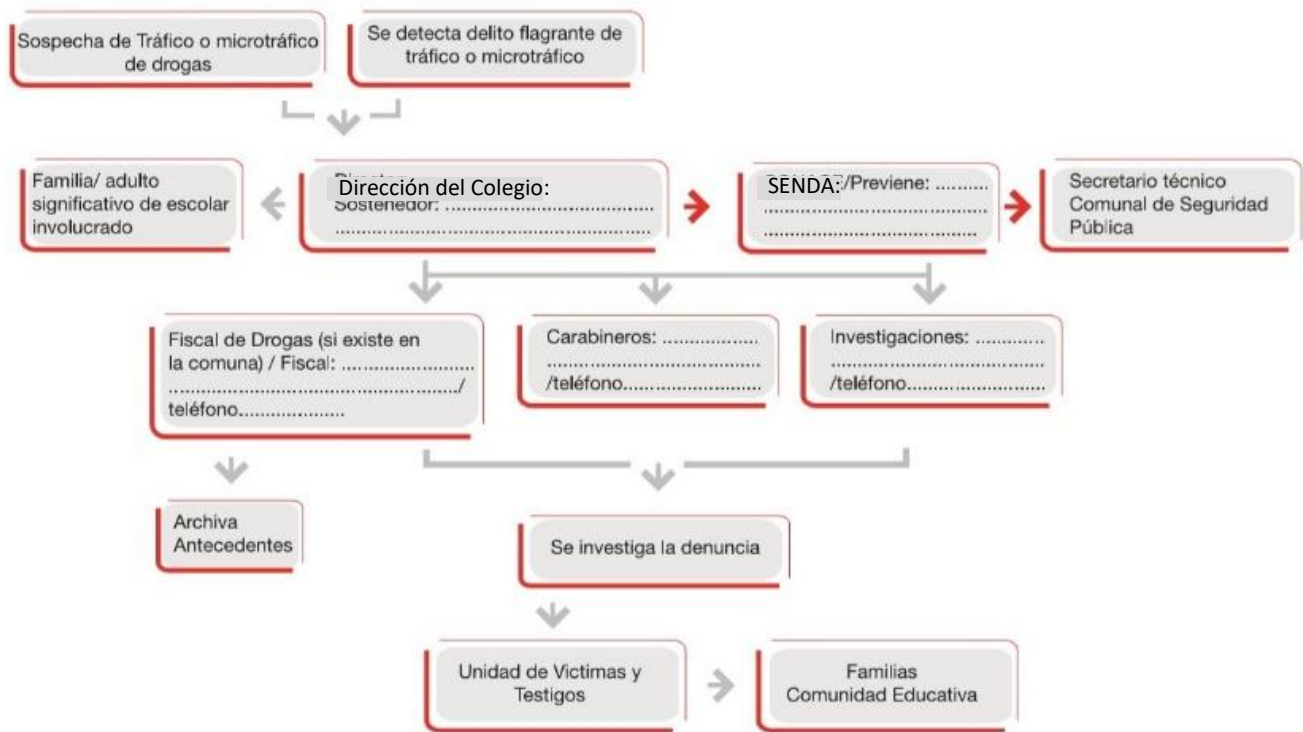 Sospecha de Tráfico o microtráfico
de drogas
Se detecta delito flagrante de
tráfico o microtráfico
Familia/ adulto
significativo de escolar
involucrado
Dirección del Colegio:
Sostenedor: ..........................................
................................................................
SENDA:/Previene: ...........
..............................................
............................................
Secretario técnico
Comunal de Seguridad
Pública
Fiscal de Drogas (si existe en
la comuna) / Fiscal: .........................
............................................................/
teléfono.....................
Carabineros: ...................
............................................
/teléfono...........................
Investigaciones: ..............
............................................
/teléfono...........................
Archiva
Antecedentes
Se investiga la denuncia
Unidad de Victimas y
Testigos
Familias
Comunidad Educativa